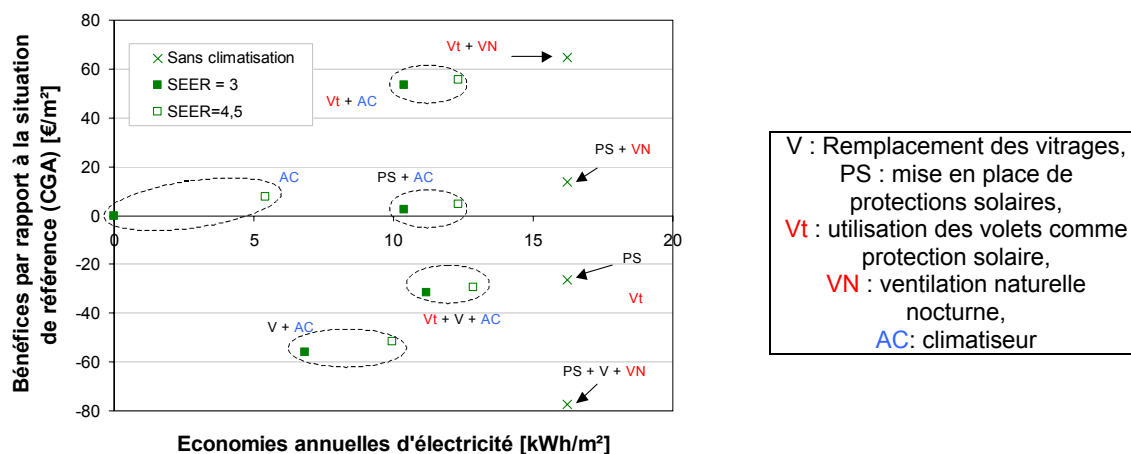 Bénéfices par rapport à la situation
de référence (CGA) [€/m²]
80
60
40
20
0
-20
-40
-60
-80
Sans climatisation
SEER = 3
SEER=4,5
Vt + VN
Vt + AC
PS + VN
AC
PS + AC
0
5
10
15
20
PS
Vt
Vt + V + AC
V + AC
PS + V + VN
Economies annuelles d'électricité [kWh/m²]
V : Remplacement des vitrages,
PS : mise en place de
protections solaires,
Vt : utilisation des volets comme
protection solaire,
VN : ventilation naturelle
nocturne,
AC: climatiseur